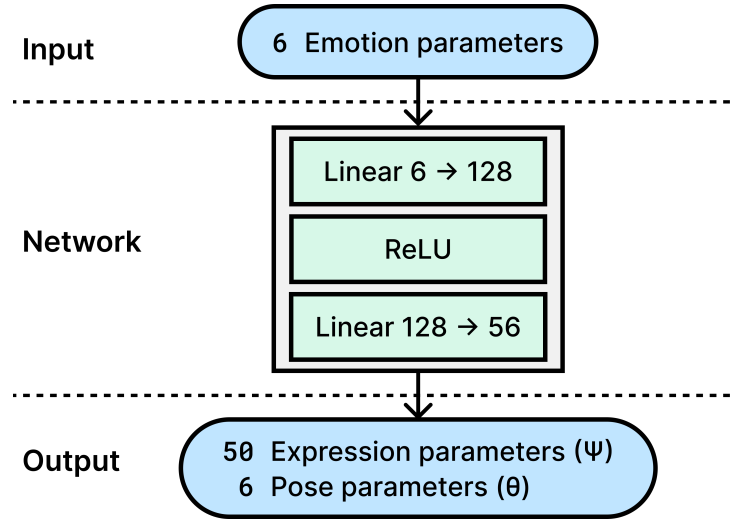 Input
6 Emotion parameters
Network
Linear 6 → 128
ReLU
Linear 128 → 56
Output
50 Expression parameters (Ψ)
6 Pose parameters (θ)